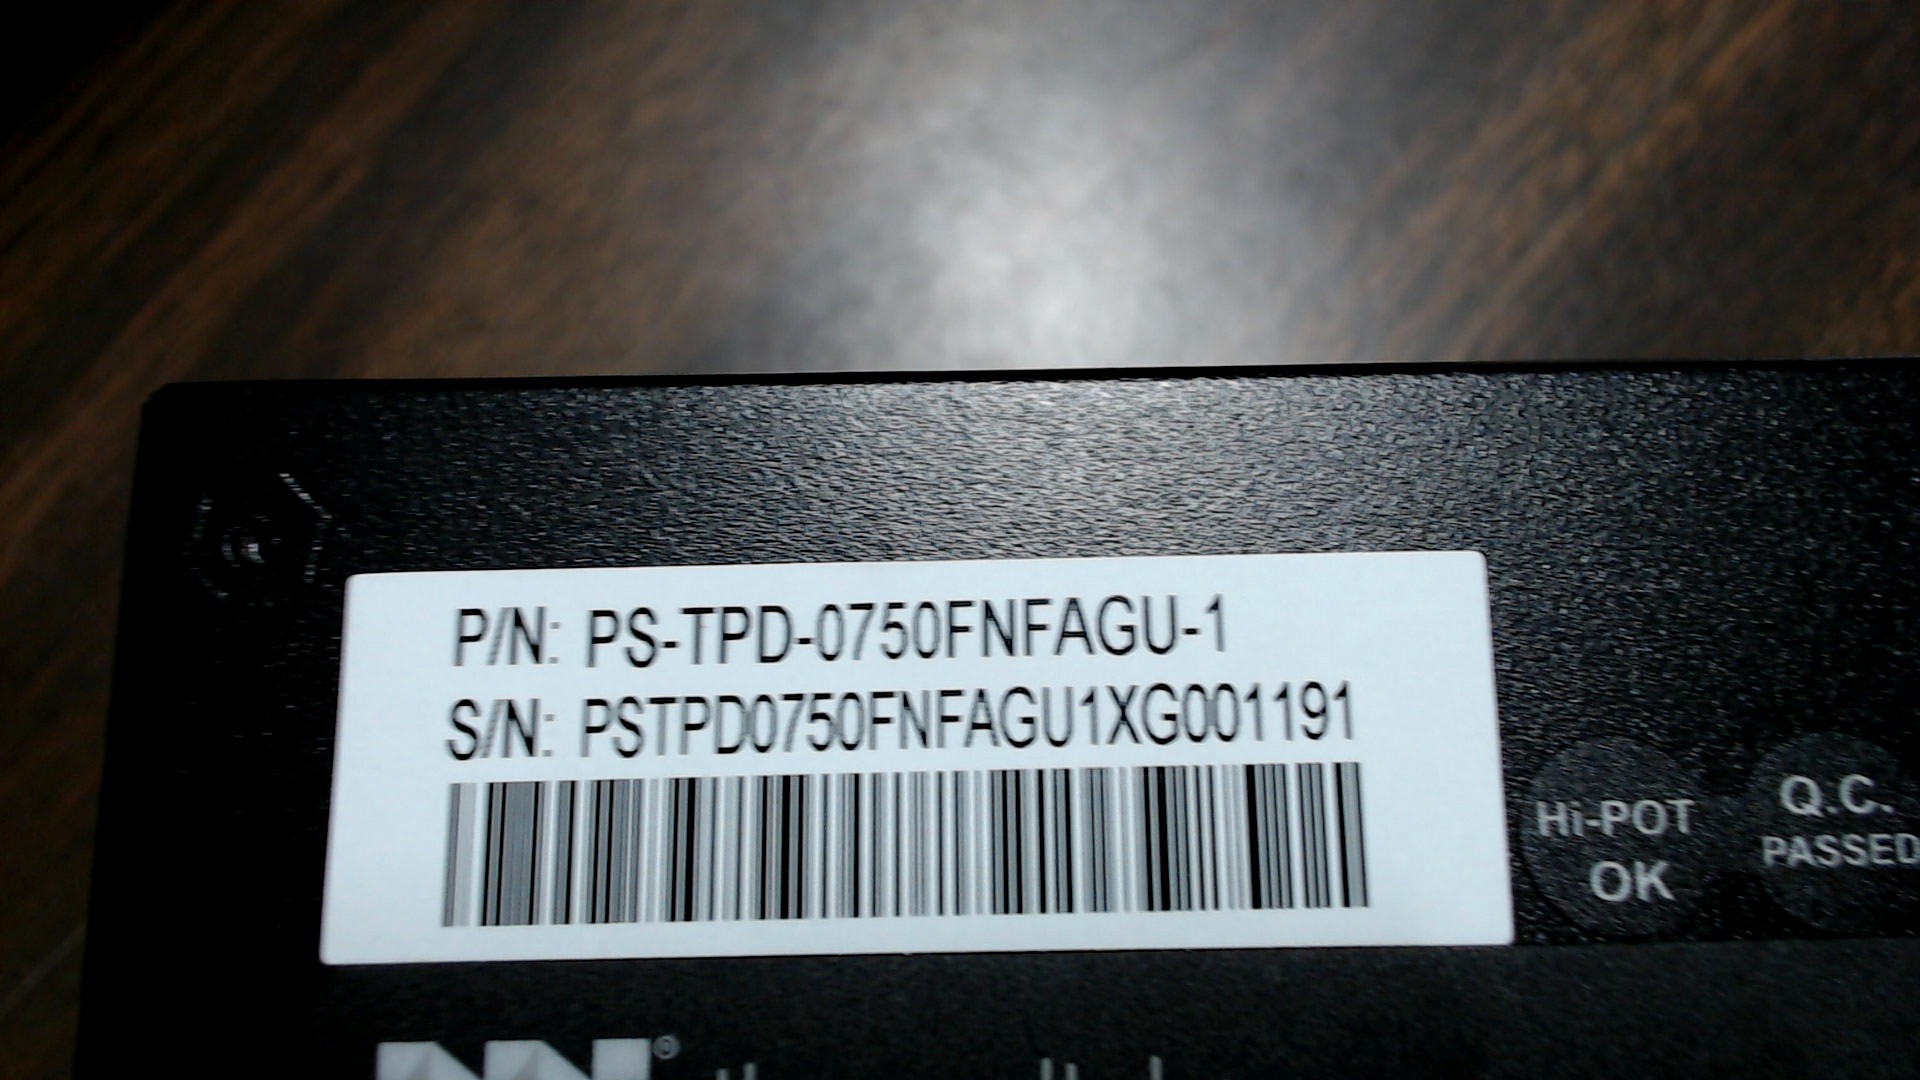 P/N: PS-TPD-0750FNFAGU-1
S/N: PSTPD0750FNFAGU1XG001191
Hi-POT
OK
Q.C.
PASSED
®